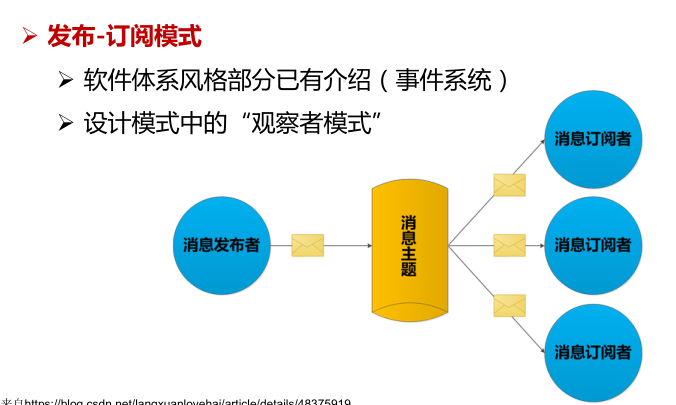 发布-订阅模式
软件体系风格部分已有介绍（事件系统）
设计模式中的“观察者模式”
消息订阅者
消息发布者
消息主题
消息订阅者
消息订阅者
来自https://blog.csdn.net/langxuanlovehai/article/details/48375919